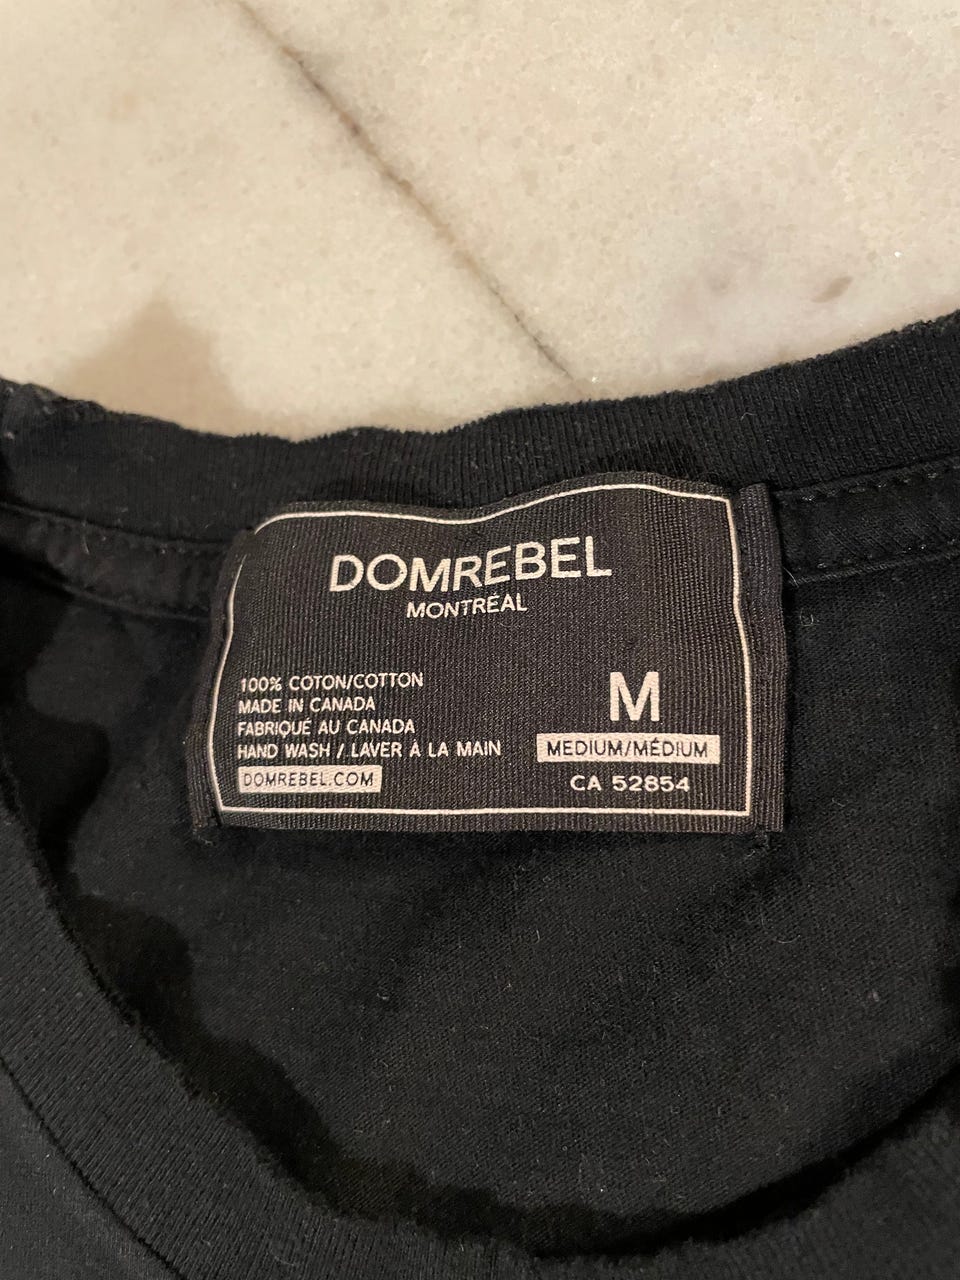 DOMREBEL
MONTRÉAL
100% COTON/COTTON
MADE IN CANADA
FABRIQUÉ AU CANADA
HAND WASH / LAVER À LA MAIN
DOMREBEL.COM
M
MEDIUM/MÉDIUM
CA 52854